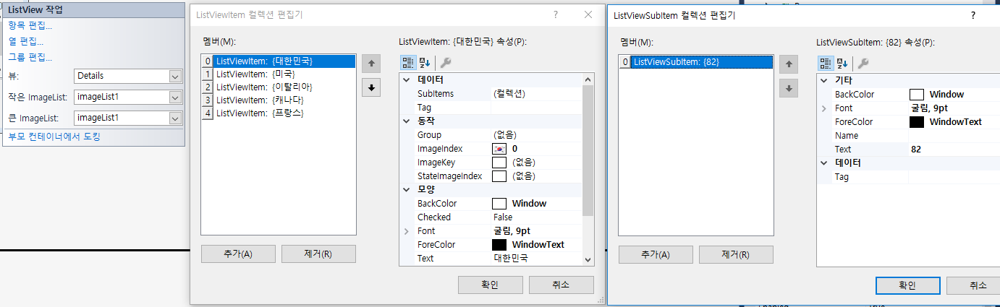 ListView 작업
항목 편집...
열 편집...
그룹 편집...
뷰: Details
작은 ImageList: imageList1
큰 ImageList: imageList1
부모 컨테이너에서 도킹
ListViewItem 컬렉션 편집기
멤버(M):
0 ListViewItem: {대한민국}
1 ListViewItem: {미국}
2 ListViewItem: {이탈리아}
3 ListViewItem: {캐나다}
4 ListViewItem: {프랑스}
추가(A) 제거(R)
ListViewItem: {대한민국} 속성(P):
데이터
SubItems (컬렉션)
Tag
동작
Group (없음)
ImageIndex 0
ImageKey (없음)
StateImageIndex (없음)
모양
BackColor Window
Checked False
Font 굴림, 9pt
ForeColor WindowText
Text 대한민국
확인 취소
ListViewSubItem 컬렉션 편집기
멤버(M):
0 ListViewSubItem: {82}
추가(A) 제거(R)
ListViewSubItem: {82} 속성(P):
기타
BackColor Window
Font 굴림, 9pt
ForeColor WindowText
Name
Text 82
데이터
Tag
확인 취소